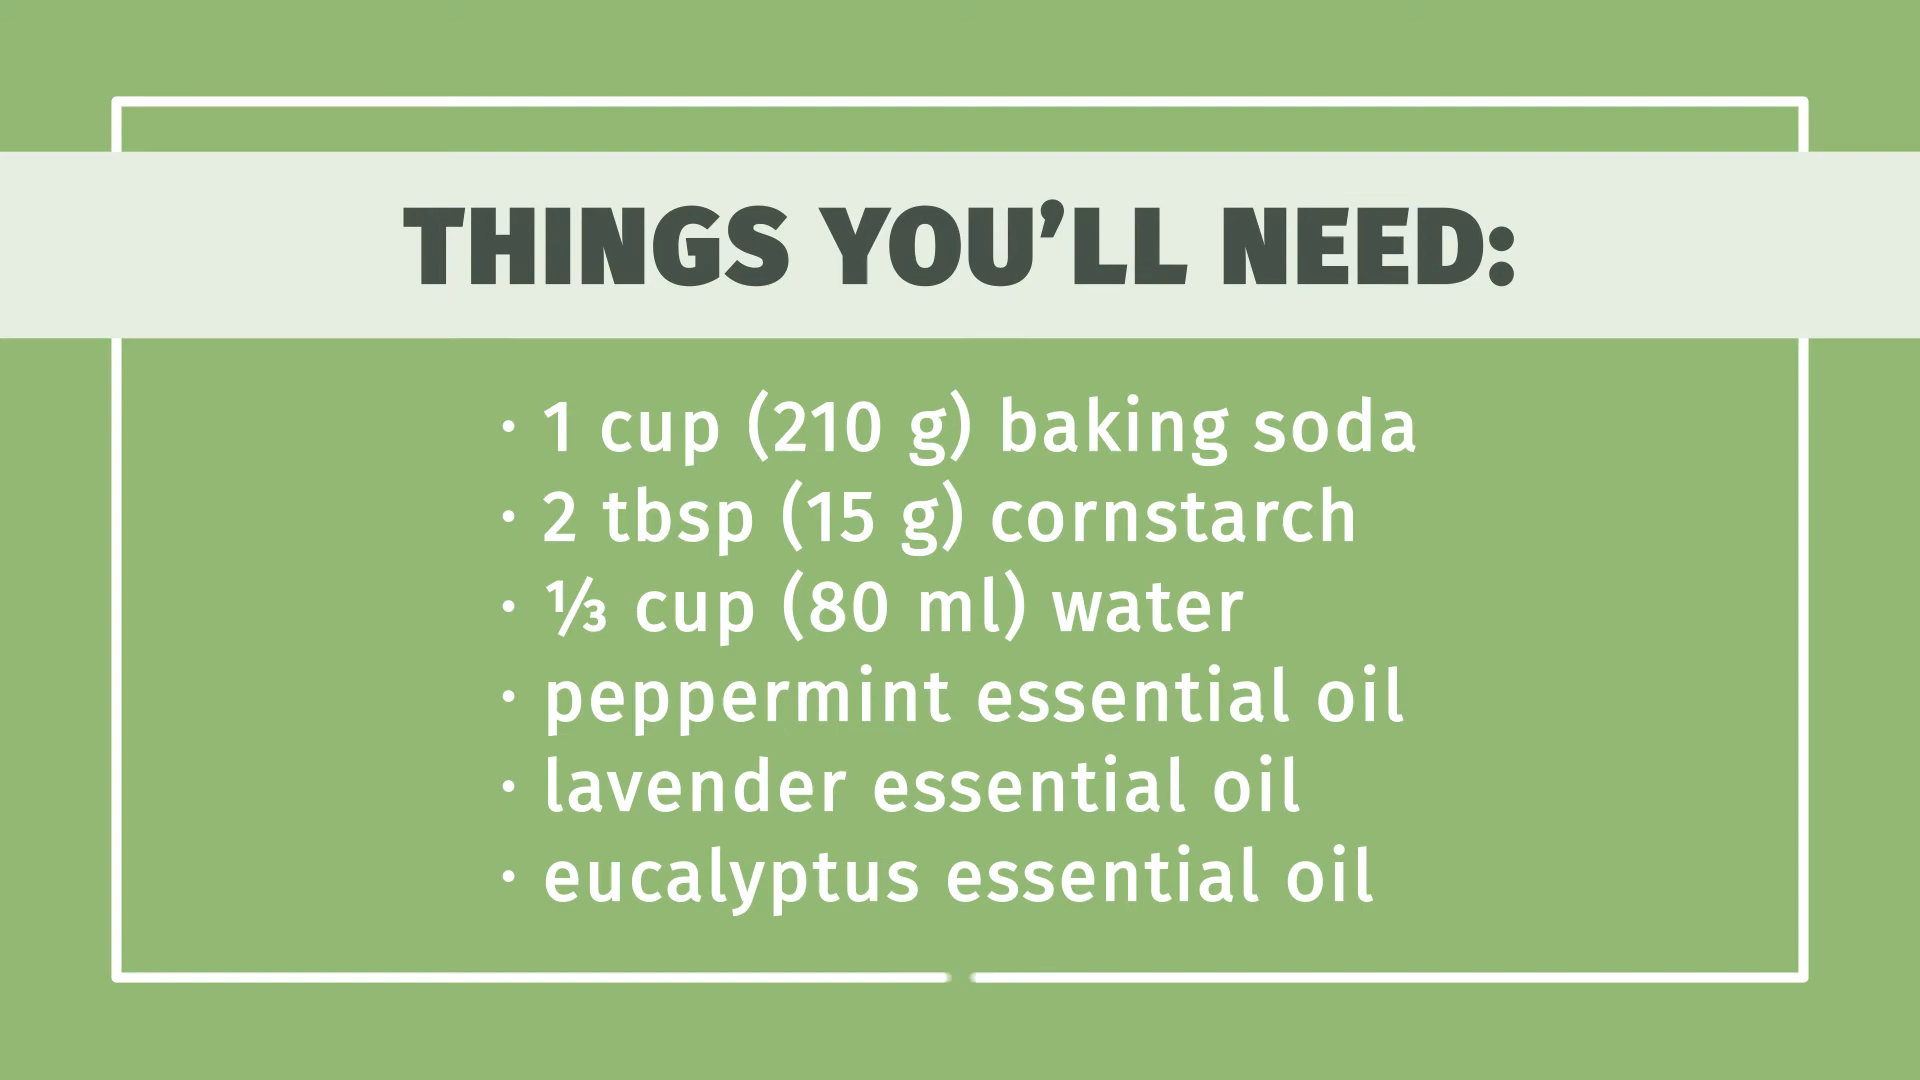 THINGS YOU’LL NEED:
· 1 cup (210 g) baking soda
· 2 tbsp (15 g) cornstarch
· ⅓ cup (80 ml) water
· peppermint essential oil
· lavender essential oil
· eucalyptus essential oil